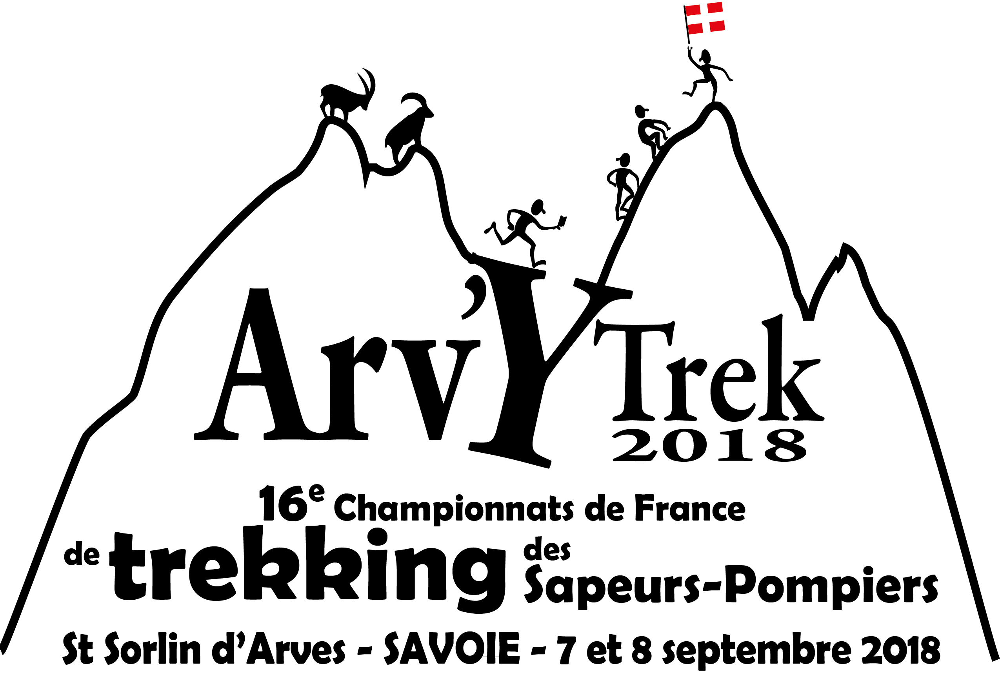 Arv'Y Trek
2018
16e Championnats de France
de trekking des Sapeurs-Pompiers
St Sorlin d'Arves - SAVOIE - 7 et 8 septembre 2018